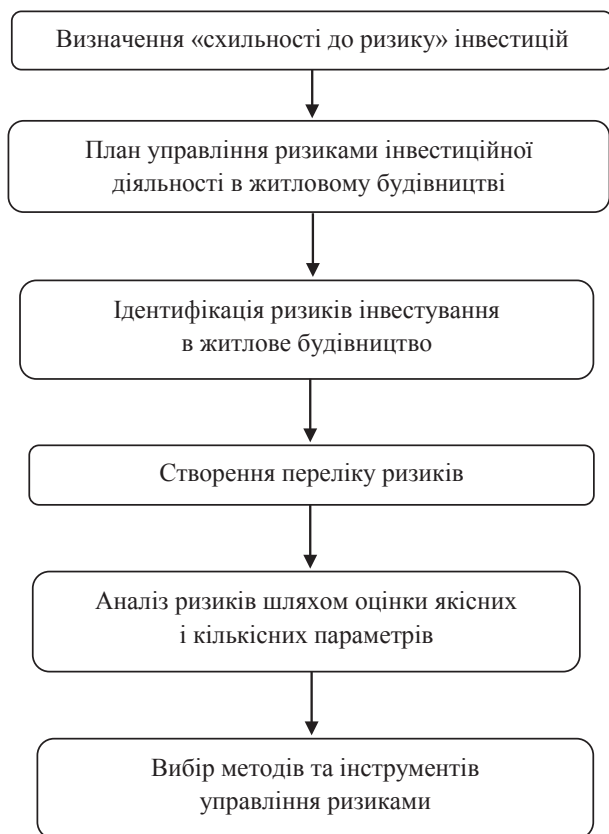 Визначення «схильності до ризику» інвестицій
План управління ризиками інвестиційної
діяльності в житловому будівництві
Ідентифікація ризиків інвестування
в житлове будівництво
Створення переліку ризиків
Аналіз ризиків шляхом оцінки якісних
і кількісних параметрів
Вибір методів та інструментів
управління ризиками